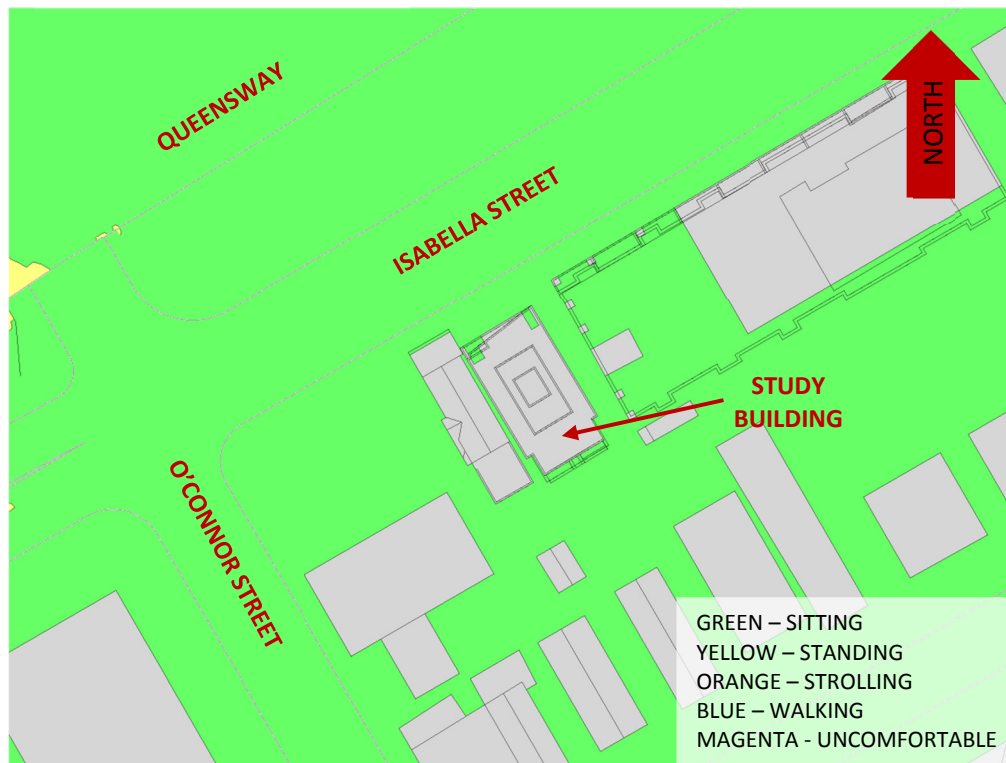 QUEENSWAY
NORTH
ISABELLA STREET
STUDY
BUILDING
O'CONNOR STREET
GREEN – SITTING
YELLOW – STANDING
ORANGE – STROLLING
BLUE – WALKING
MAGENTA - UNCOMFORTABLE